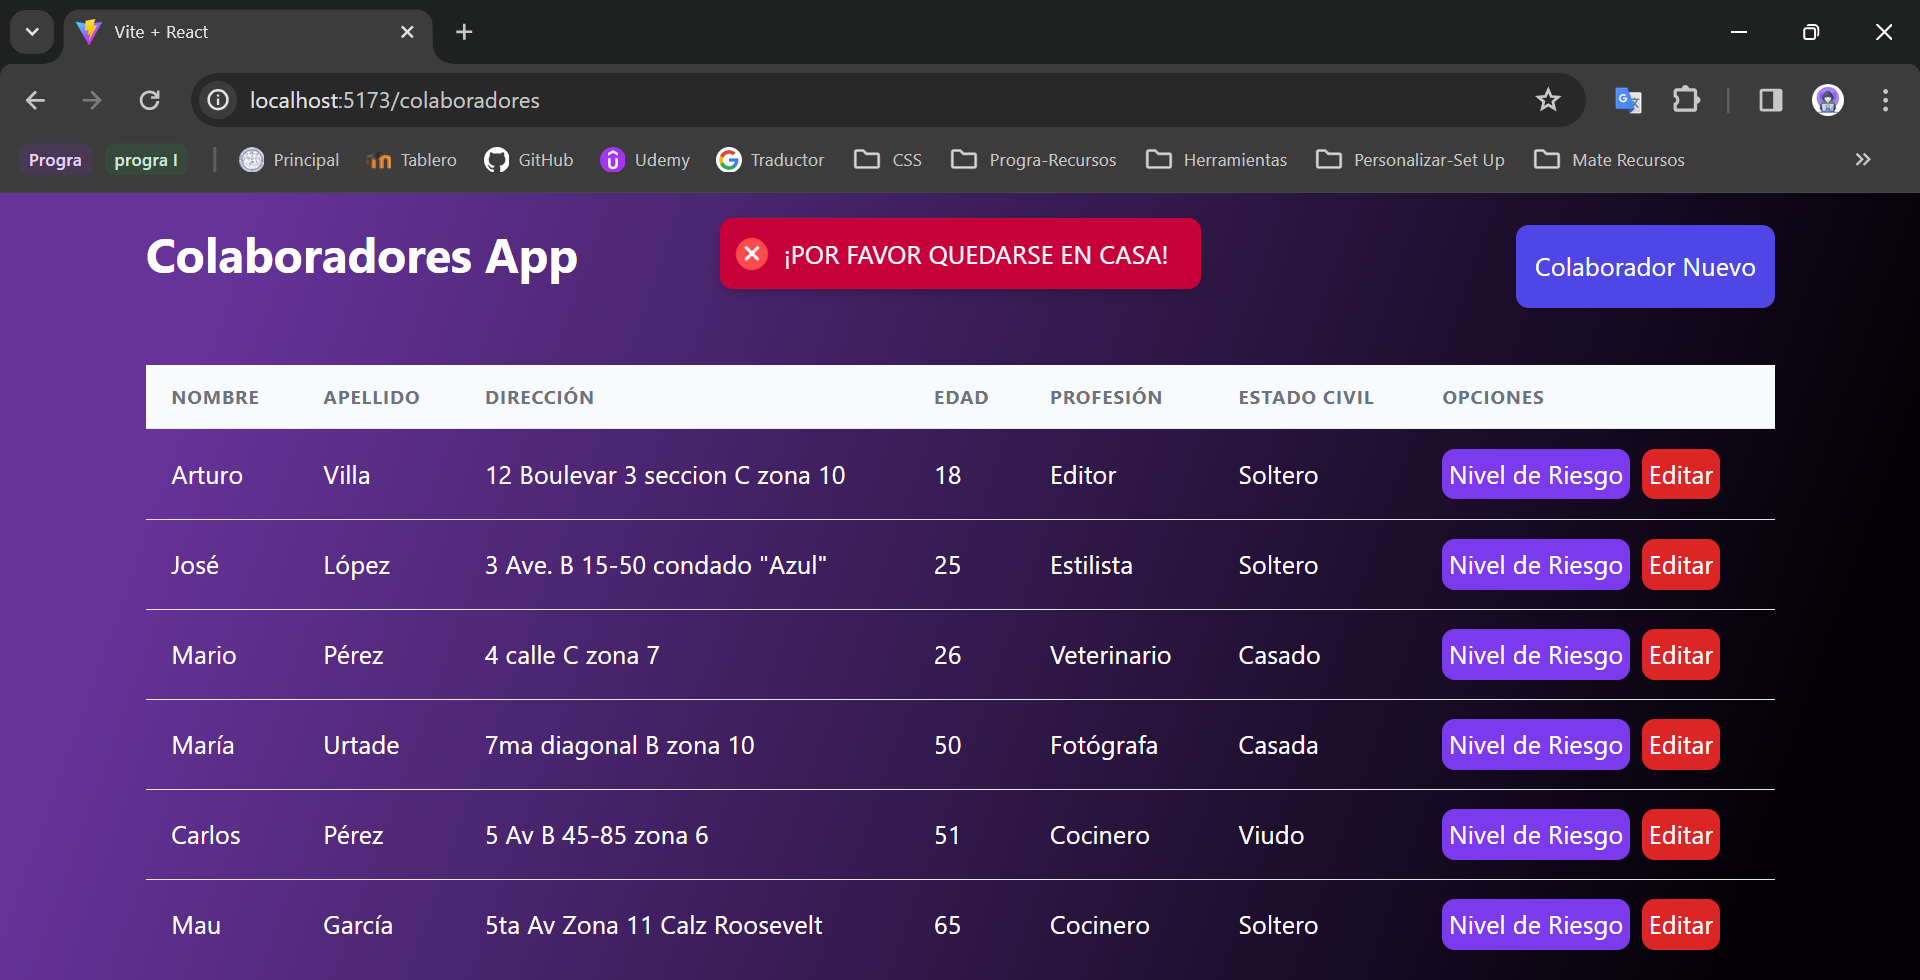 Vite + React
localhost:5173/colaboradores
Progra progra I Principal Tablero GitHub Udemy Traductor CSS Progra-Recursos Herramientas Personalizar-Set Up Mate Recursos
Colaboradores App
¡POR FAVOR QUEDARSE EN CASA!
Colaborador Nuevo
NOMBRE APELLIDO DIRECCIÓN EDAD PROFESIÓN ESTADO CIVIL OPCIONES
Arturo Villa 12 Boulevar 3 seccion C zona 10 18 Editor Soltero Nivel de Riesgo Editar
José López 3 Ave. B 15-50 condado "Azul" 25 Estilista Soltero Nivel de Riesgo Editar
Mario Pérez 4 calle C zona 7 26 Veterinario Casado Nivel de Riesgo Editar
María Urtade 7ma diagonal B zona 10 50 Fotógrafa Casada Nivel de Riesgo Editar
Carlos Pérez 5 Av B 45-85 zona 6 51 Cocinero Viudo Nivel de Riesgo Editar
Mau García 5ta Av Zona 11 Calz Roosevelt 65 Cocinero Soltero Nivel de Riesgo Editar